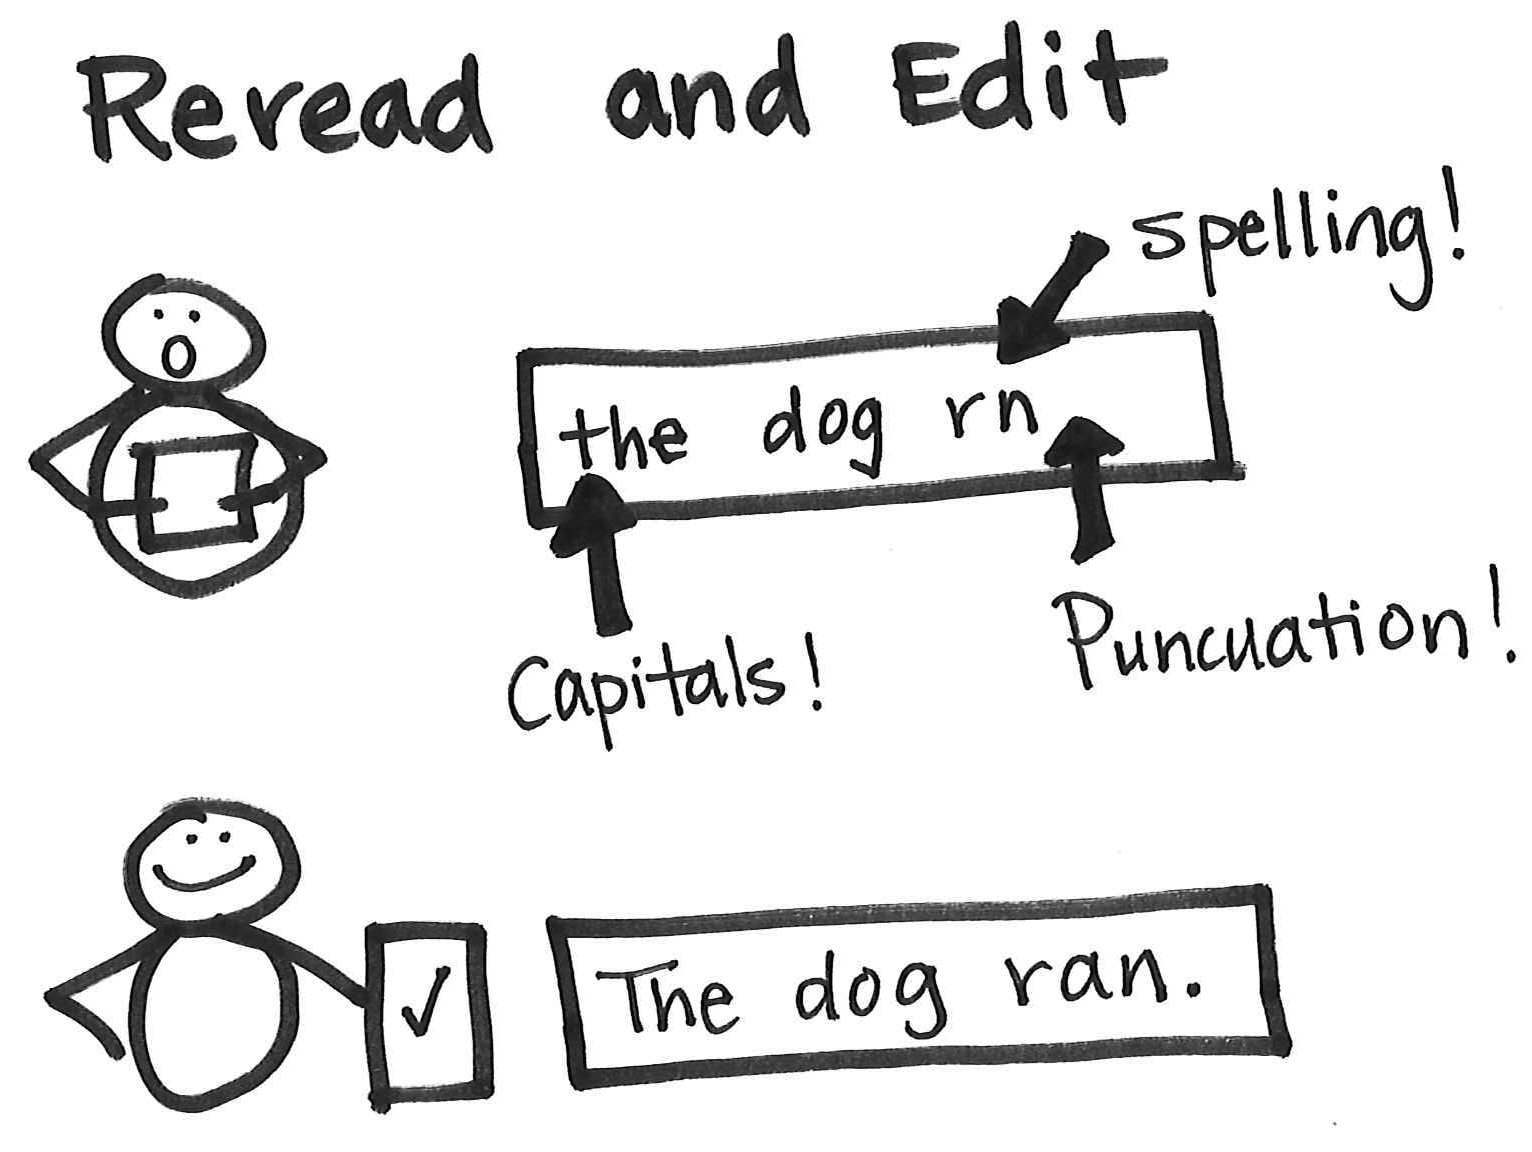 Reread and Edit
spelling!
the dog rn
Capitals!
Puncuation!
The dog ran.